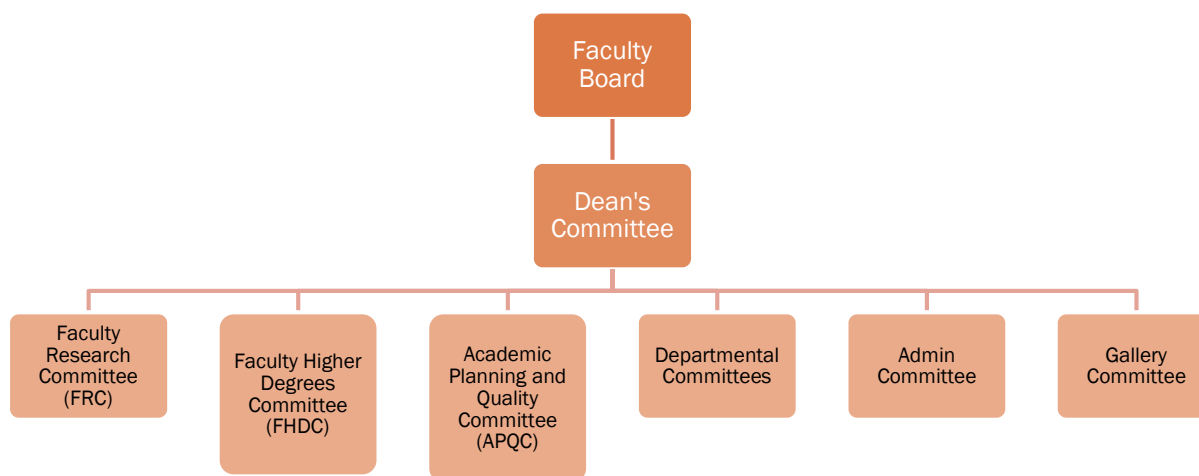 Faculty
Board
Dean's
Committee
Faculty
Research
Committee
(FRC)
Faculty Higher
Degrees
Committee
(FHDC)
Academic
Planning and
Quality
Committee
(APQC)
Departmental
Committees
Admin
Committee
Gallery
Committee